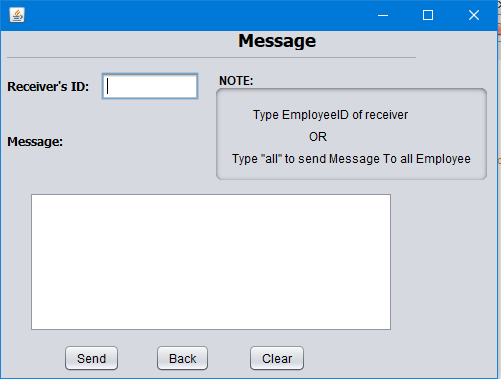 Message
Receiver's ID:
NOTE:
Type EmployeeID of receiver
OR
Type "all" to send Message To all Employee
Message:
Send
Back
Clear